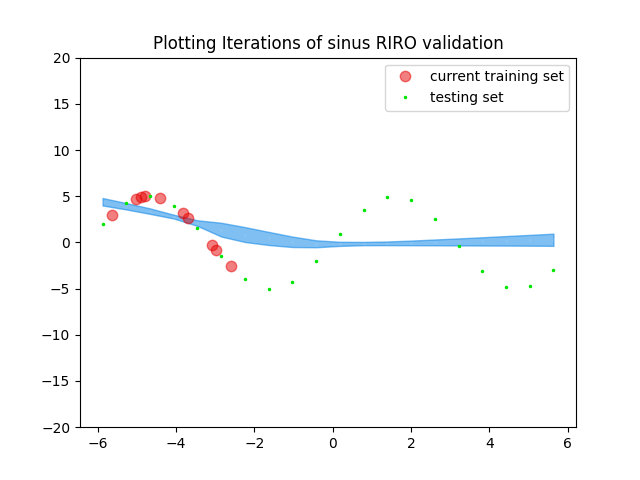 Plotting Iterations of sinus RIRO validation
current training set
testing set
20
15
10
5
0
−5
−10
−15
−20
−6 −4 −2 0 2 4 6